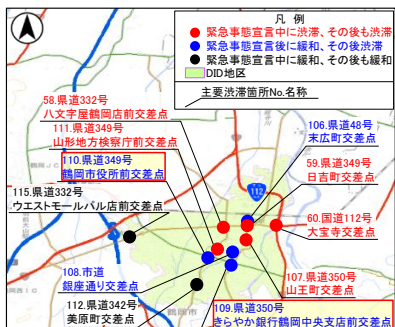 凡 例
緊急事態宣言中に渋滞、その後も渋滞
緊急事態宣言後に緩和、その後渋滞
緊急事態宣言中に緩和、その後も緩和
DID地区
主要渋滞箇所No.名称
58.県道332号
八文字屋鶴岡店前交差点
111.県道349号
山形地方検察庁前交差点
110.県道349号
鶴岡市役所前交差点
115.県道332号
ウエストモールパル店前交差点
106.県道48号
末広町交差点
59.県道349号
日吉町交差点
112
60.国道112号
大宝寺交差点
108.市道
銀座通り交差点
107.県道350号
山王町交差点
112.県道342号
美原町交差点
109.県道350号
きらやか銀行鶴岡中央支店前交差点